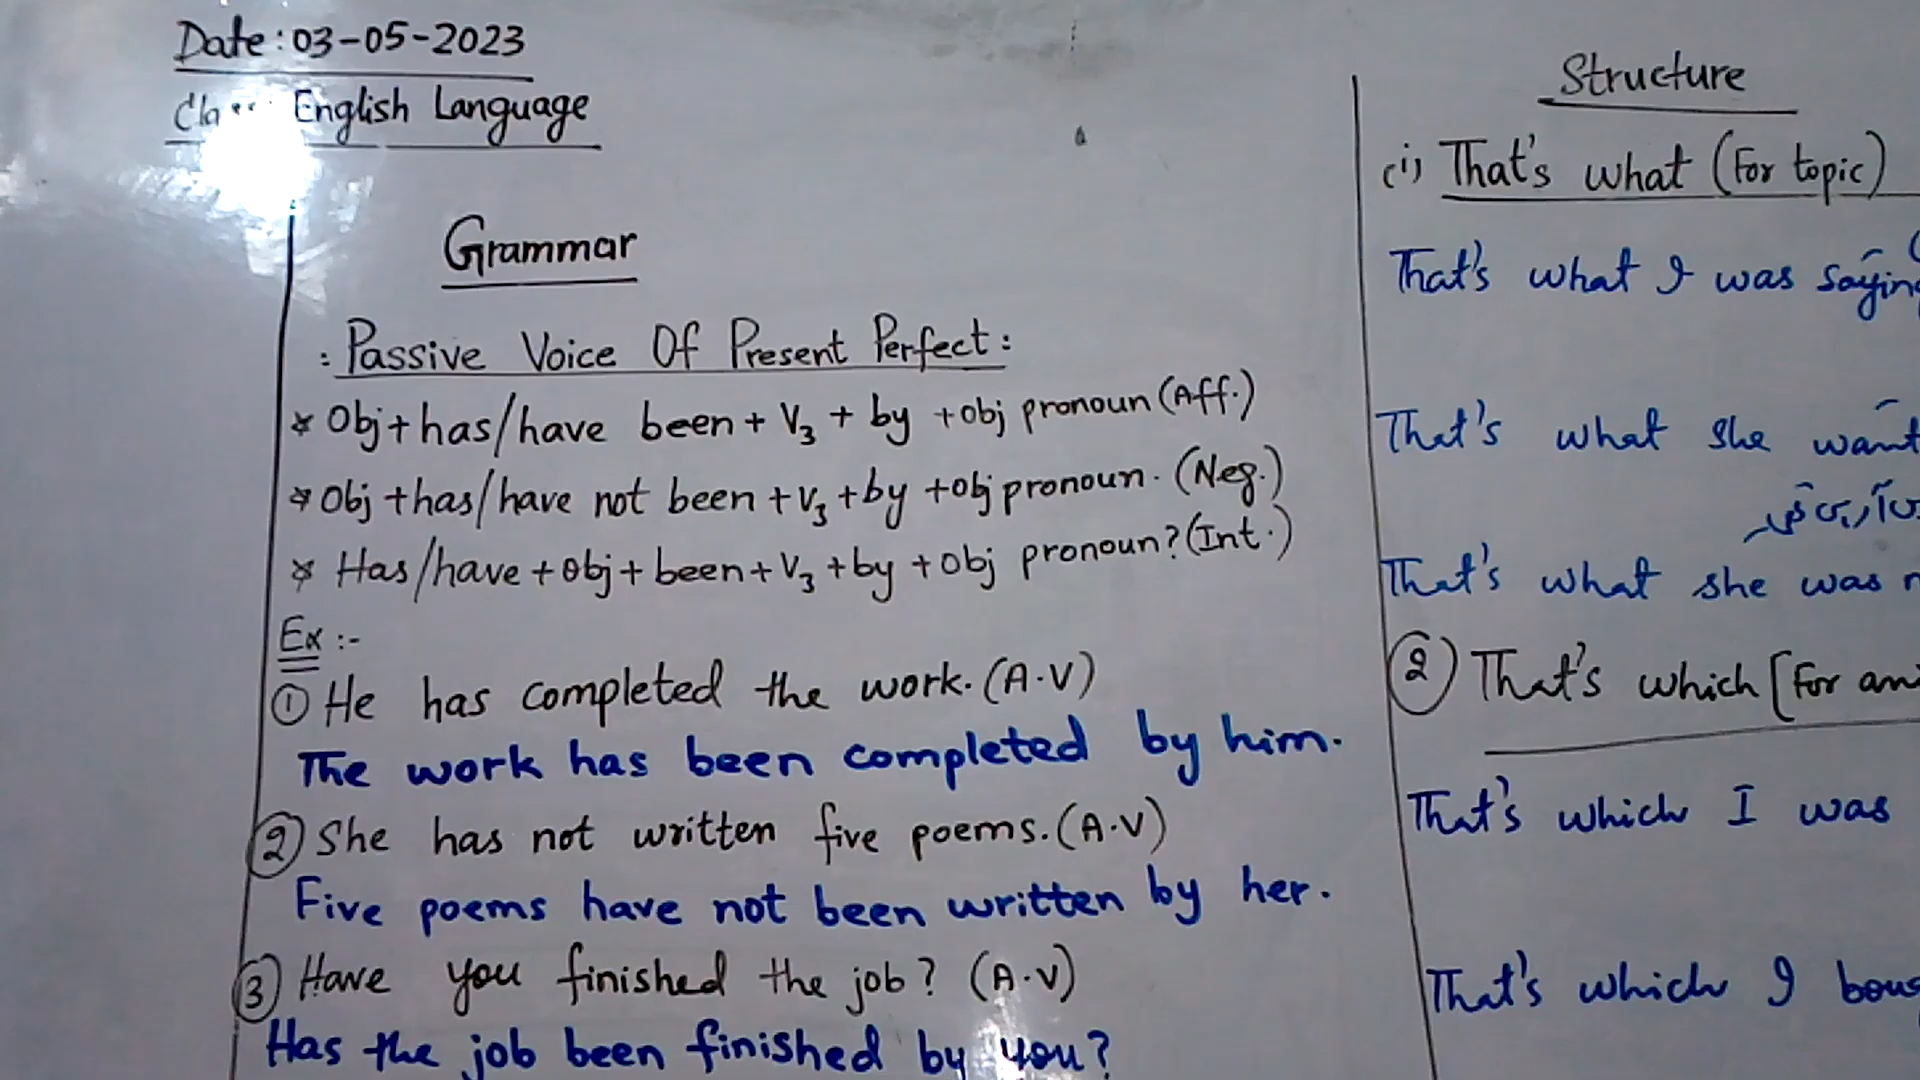 Date: 03-05-2023
English Language
Grammar
: Passive Voice Of Present Perfect :
* Obj + has/have been + V₃ + by + obj pronoun (Aff.)
* Obj + has/have not been + V₃ + by + obj pronoun. (Neg.)
* Has/have + obj + been + V₃ + by + obj pronoun? (Int.)
Ex :-
① He has completed the work. (A.V)
The work has been completed by him.
② She has not written five poems. (A.V)
Five poems have not been written by her.
③ Have you finished the job? (A.V)
Has the job been finished by you?
Structure
(i) That's what (For topic)
That's what I was saying
That's what she want
That's what she was
② That's which [For
That's which I was
That's which I